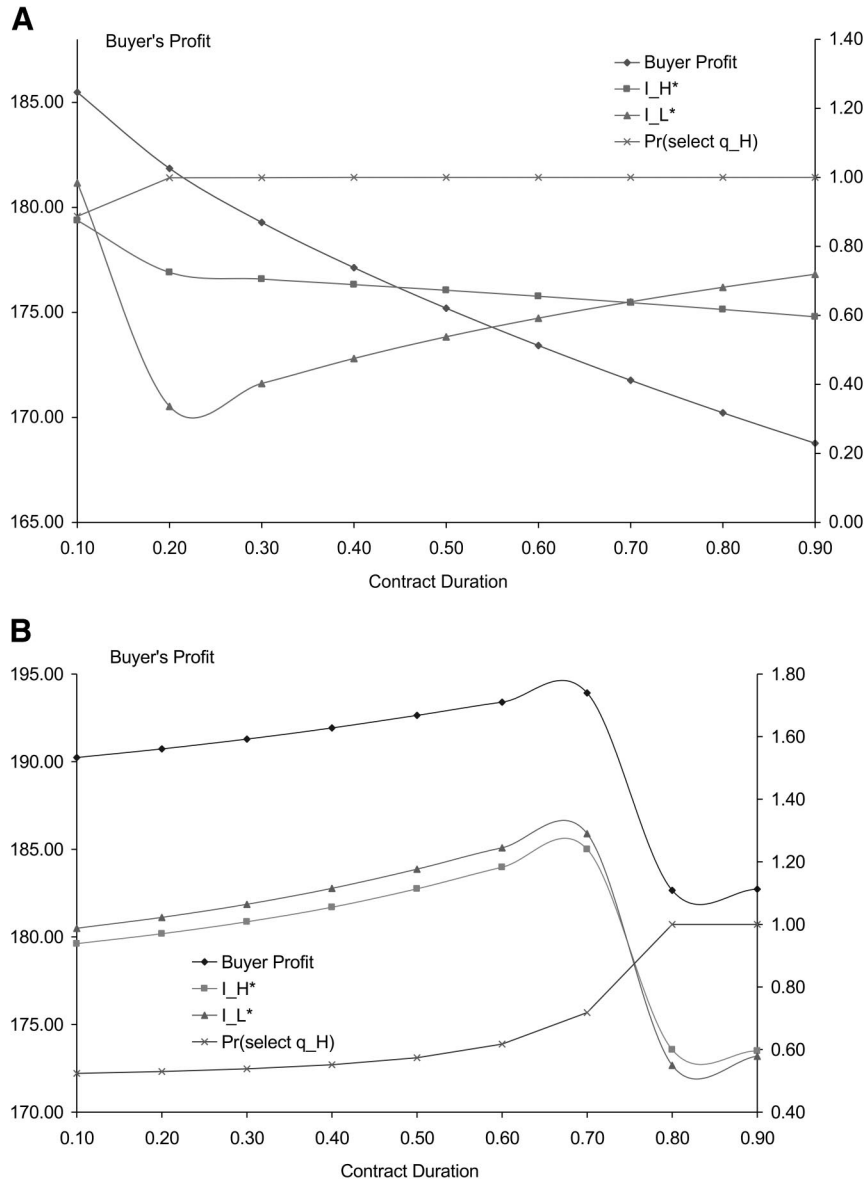 A
Buyer's Profit
1.40
185.00
Buyer Profit
I_H*
1.20
I_L*
Pr(select q_H)
1.00
180.00
0.80
175.00
0.60
0.40
170.00
0.20
165.00
0.00
0.10 0.20 0.30 0.40 0.50 0.60 0.70 0.80 0.90
Contract Duration
B
Buyer's Profit
195.00
1.80
1.60
190.00
1.40
185.00
1.20
180.00
1.00
Buyer Profit
I_H*
0.80
I_L*
175.00
Pr(select q_H)
0.60
170.00
0.40
0.10 0.20 0.30 0.40 0.50 0.60 0.70 0.80 0.90
Contract Duration